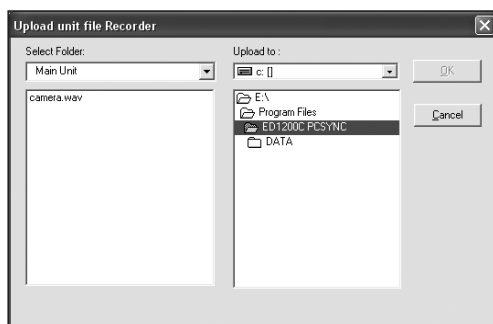 Upload unit file Recorder
Select Folder:
Main Unit
camera.wav
Upload to :
c: []
E:\
Program Files
ED1200C PCSYNC
DATA
OK
Cancel